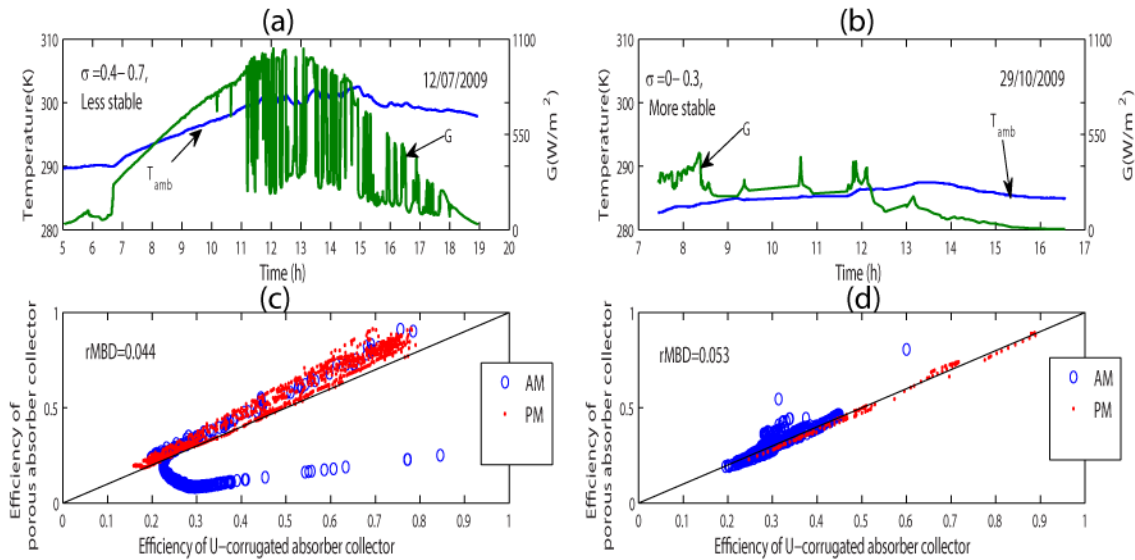 (a)
(b)
Temperature(K)
310
300
290
280
σ =0.4– 0.7,
Less stable
12/07/2009
T amb
G
1100
550
0
G(W/m ²)
5 6 7 8 9 10 11 12 13 14 15 16 17 18 19 20
Time (h)
Temperature(K)
310
300
290
280
σ =0– 0.3,
More stable
29/10/2009
G
T amb
1100
550
0
G(W/m ²)
7 8 9 10 11 12 13 14 15 16 17
Time (h)
(c)
(d)
Efficiency of
porous absorber collector
1
0.5
0
rMBD=0.044
AM
PM
0 0.1 0.2 0.3 0.4 0.5 0.6 0.7 0.8 0.9 1
Efficiency of U–corrugated absorber collector
Efficiency of
porous absorber collector
1
0.5
0
rMBD=0.053
AM
PM
0 0.1 0.2 0.3 0.4 0.5 0.6 0.7 0.8 0.9 1
Efficiency of U–corrugated absorber collector